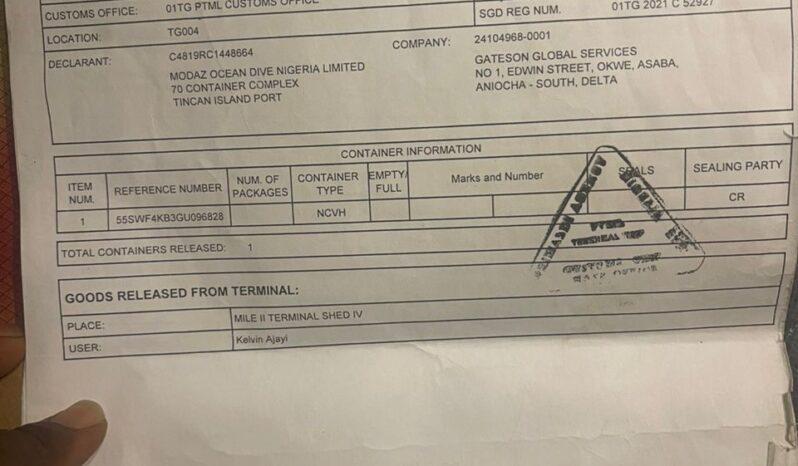 CUSTOMS OFFICE: 01TG PTML CUSTOMS OFFICE
SGD REG NUM. 01TG 2021 C 52927
LOCATION: TG004
DECLARANT: C4819RC1448664
MODAZ OCEAN DIVE NIGERIA LIMITED
70 CONTAINER COMPLEX
TINCAN ISLAND PORT
COMPANY: 24104968-0001
GATESON GLOBAL SERVICES
NO 1, EDWIN STREET, OKWE, ASABA,
ANIOCHA - SOUTH, DELTA
CONTAINER INFORMATION
ITEM NUM. REFERENCE NUMBER NUM. OF PACKAGES CONTAINER TYPE EMPTY/ FULL Marks and Number SEALS SEALING PARTY
1 55SWF4KB3GU096828 NCVH CR
TOTAL CONTAINERS RELEASED: 1
GOODS RELEASED FROM TERMINAL:
PLACE: MILE II TERMINAL SHED IV
USER: Kelvin Ajayi